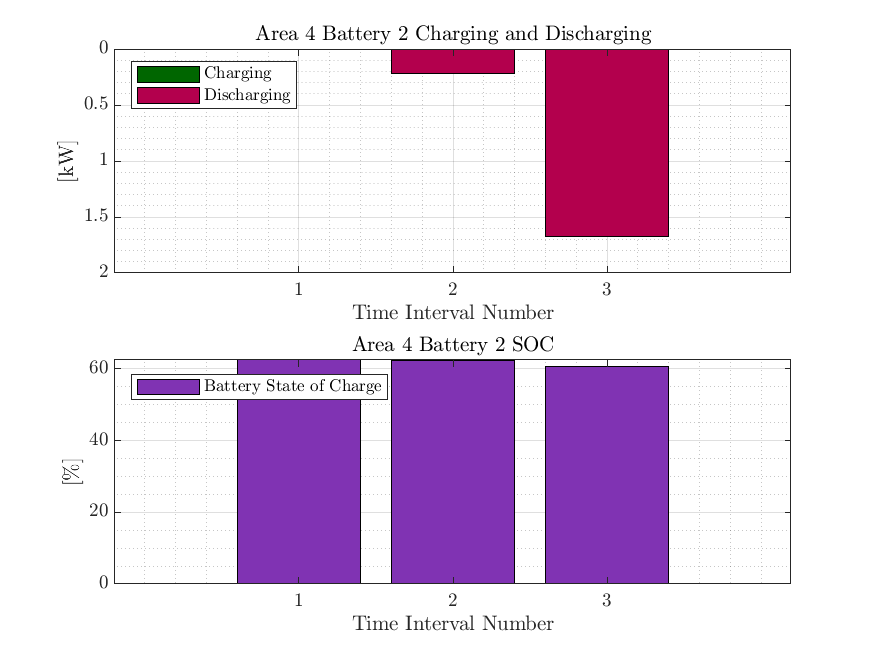 Area 4 Battery 2 Charging and Discharging
0
0.5
1
1.5
2
[kW]
Charging
Discharging
1 2 3
Time Interval Number
Area 4 Battery 2 SOC
60
40
20
0
[%]
Battery State of Charge
1 2 3
Time Interval Number